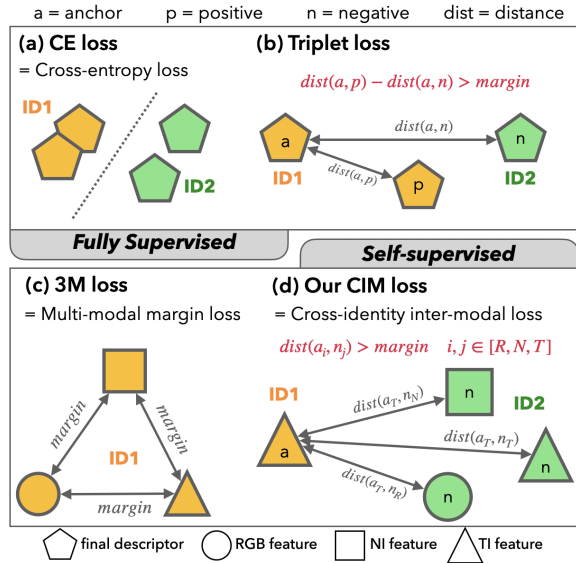 a = anchor p = positive n = negative dist = distance
(a) CE loss
= Cross-entropy loss
ID1
ID2
(b) Triplet loss
dist(a, p) − dist(a, n) > margin
a
dist(a, n)
n
dist(a, p)
p
ID1
ID2
Fully Supervised
Self-supervised
(c) 3M loss
= Multi-modal margin loss
margin
margin
ID1
margin
(d) Our CIM loss
= Cross-identity inter-modal loss
dist(a_i, n_j) > margin i, j ∈ [R, N, T]
ID1
a
dist(a_T, n_N)
n
ID2
dist(a_T, n_T)
n
dist(a_T, n_R)
n
final descriptor RGB feature NI feature TI feature